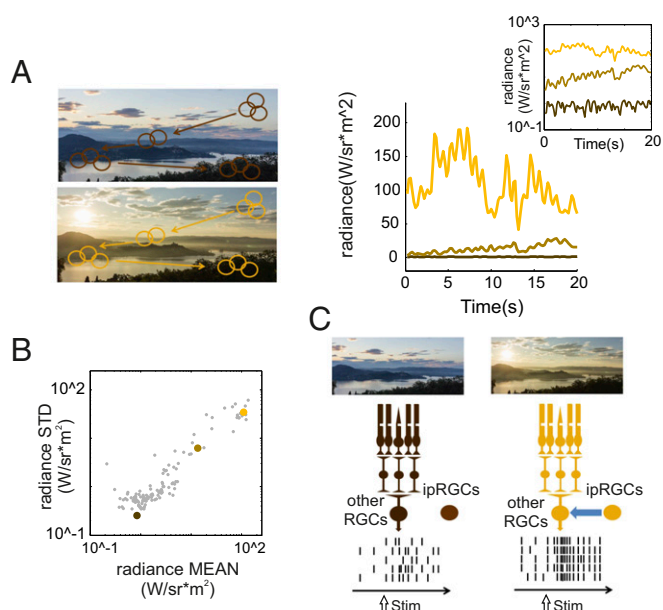 A
radiance(W/sr*m^2)
200
150
100
50
0
0
5
10
15
20
Time(s)
radiance
(W/sr*m^2)
10^3
10^-1
0
20
Time(s)
B
radiance STD
(W/sr*m²)
10^2
10^-1
10^-1
10^2
radiance MEAN
(W/sr*m²)
C
other
RGCs
ipRGCs
Stim
other
RGCs
ipRGCs
Stim